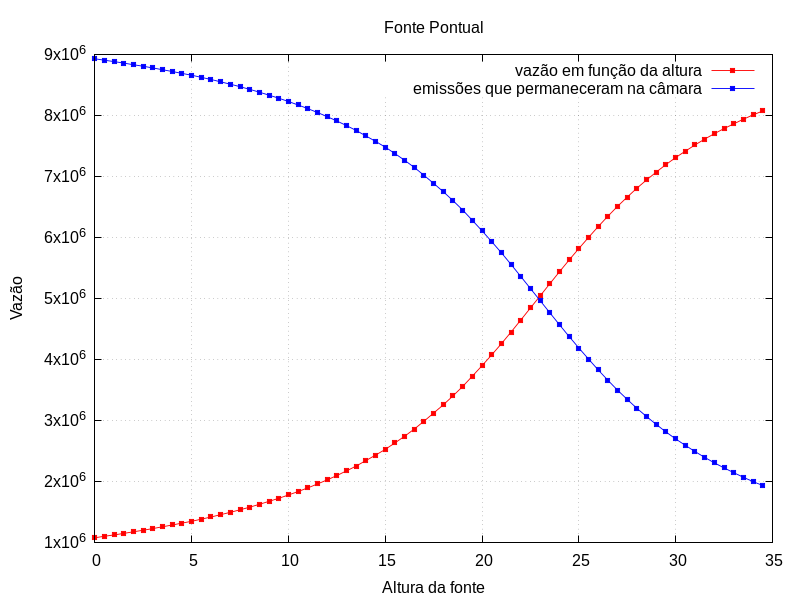 Fonte Pontual
9x10⁶
8x10⁶
7x10⁶
6x10⁶
5x10⁶
4x10⁶
3x10⁶
2x10⁶
1x10⁶
vazão em função da altura
emissões que permaneceram na câmara
Vazão
0 5 10 15 20 25 30 35
Altura da fonte